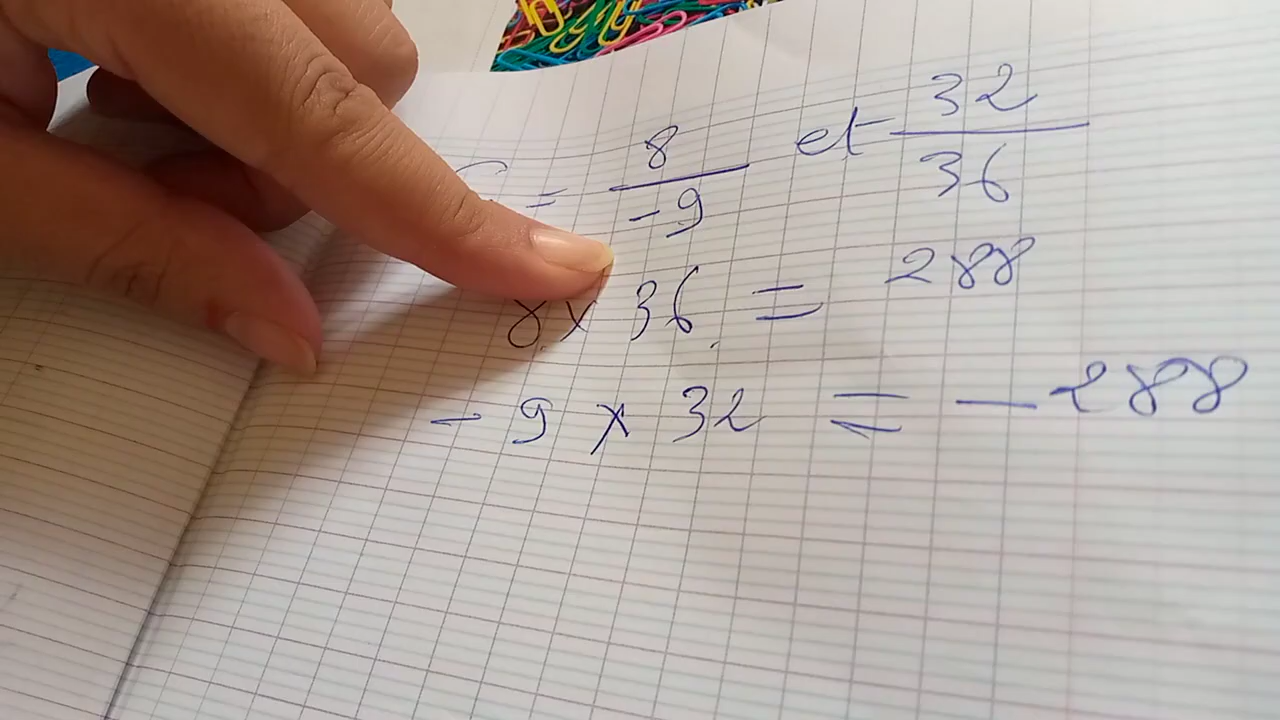 = 8/-9 et 32/36
8 x 36 = 288
- 9 x 32 = - 288